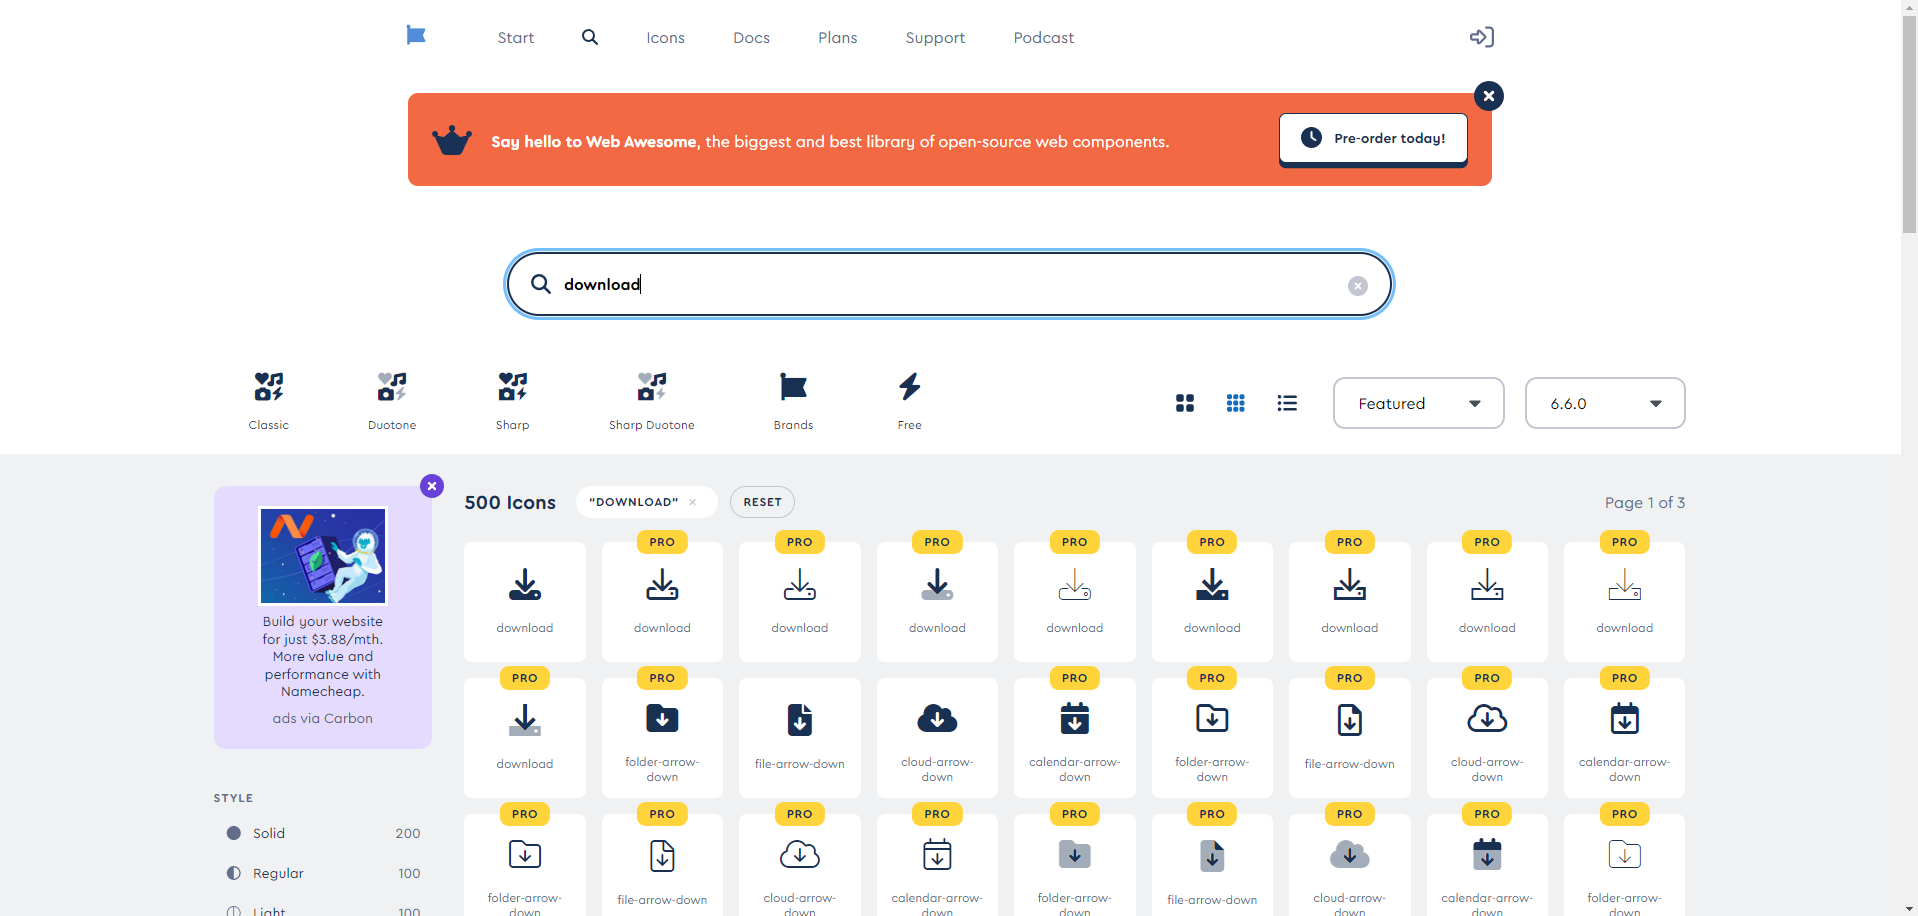 Start
Icons
Docs
Plans
Support
Podcast
Say hello to Web Awesome, the biggest and best library of open-source web components.
Pre-order today!
download
Classic
Duotone
Sharp
Sharp Duotone
Brands
Free
Featured
6.6.0
Build your website
for just $3.88/mth.
More value and
performance with
Namecheap.
ads via Carbon
STYLE
Solid 200
Regular 100
Light 100
500 Icons
“DOWNLOAD” ×
RESET
Page 1 of 3
download
PRO
download
PRO
download
PRO
download
PRO
download
PRO
download
PRO
download
PRO
download
PRO
download
PRO
download
PRO
folder-arrow-
down
file-arrow-down
cloud-arrow-
down
PRO
calendar-arrow-
down
PRO
folder-arrow-
down
PRO
file-arrow-down
PRO
cloud-arrow-
down
PRO
calendar-arrow-
down
PRO
folder-arrow-
down
PRO
file-arrow-down
PRO
cloud-arrow-
down
PRO
calendar-arrow-
down
PRO
folder-arrow-
down
PRO
file-arrow-down
PRO
cloud-arrow-
down
PRO
calendar-arrow-
down
PRO
folder-arrow-
down